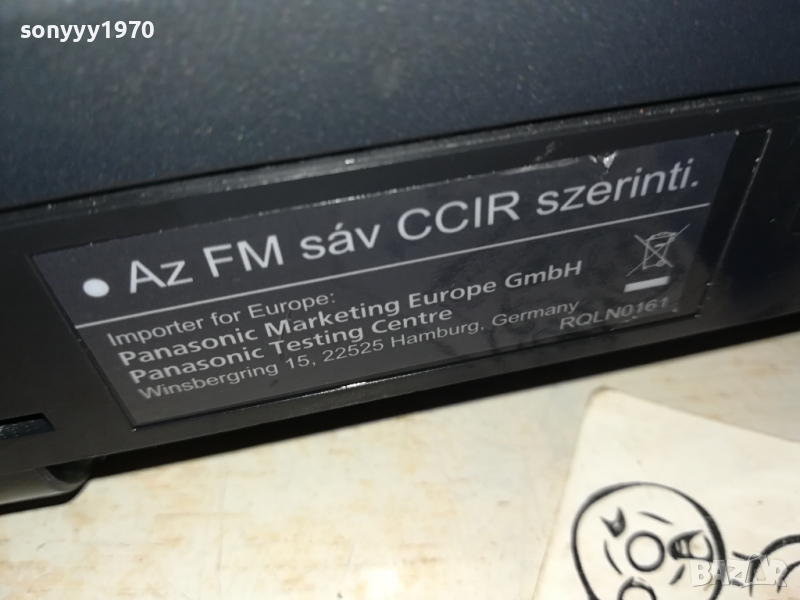 sonyyy1970
• Az FM sáv CCIR szerinti.
Importer for Europe:
Panasonic Marketing Europe GmbH
Panasonic Testing Centre
Winsbergring 15, 22525 Hamburg, Germany
RQLN0161
BAZAR